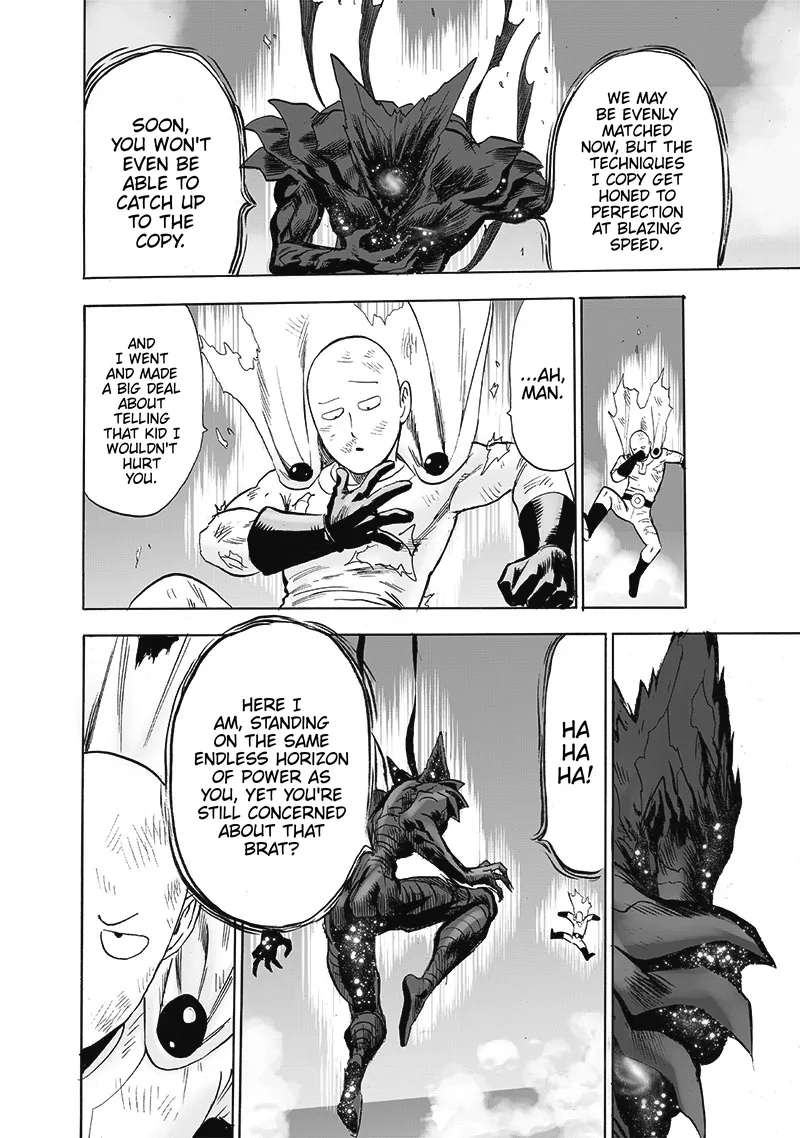 WE MAY
BE EVENLY
MATCHED
NOW, BUT THE
TECHNIQUES
I COPY GET
HONED TO
PERFECTION
AT BLAZING
SPEED.
SOON,
YOU WON'T
EVEN BE
ABLE TO
CATCH UP
TO THE
COPY.
...AH,
MAN.
AND
I WENT
AND MADE
A BIG DEAL
ABOUT
TELLING
THAT KID I
WOULDN'T
HURT
YOU.
HA
HA
HA!
HERE I
AM, STANDING
ON THE SAME
ENDLESS HORIZON
OF POWER AS
YOU, YET YOU'RE
STILL CONCERNED
ABOUT THAT
BRAT?